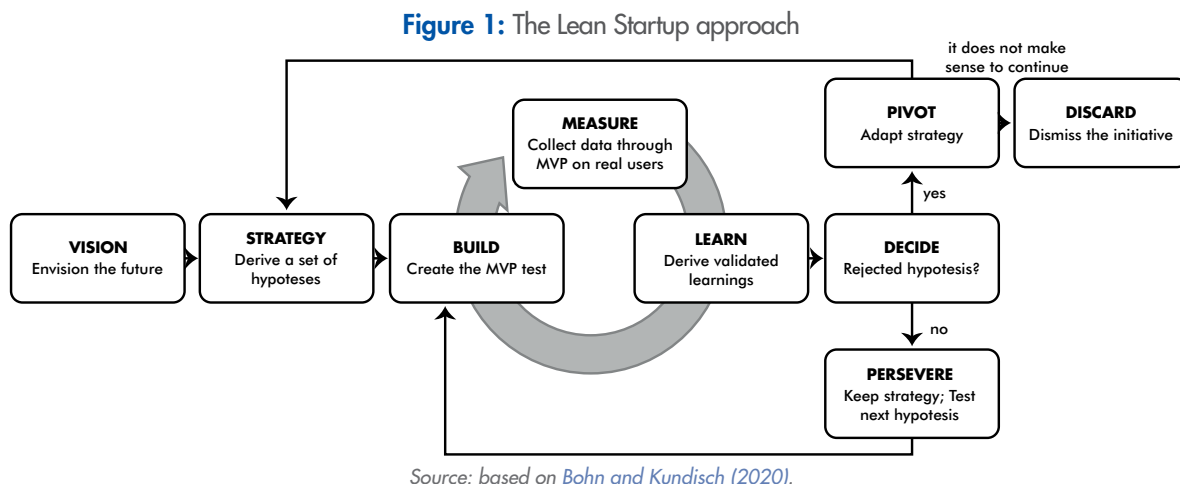 Figure 1: The Lean Startup approach
it does not make
sense to continue
PIVOT
Adapt strategy
DISCARD
Dismiss the initiative
MEASURE
Collect data through
MVP on real users
yes
VISION
Envision the future
STRATEGY
Derive a set of
hypoteses
BUILD
Create the MVP test
LEARN
Derive validated
learnings
DECIDE
Rejected hypotesis?
no
PERSEVERE
Keep strategy; Test
next hypotesis
Source: based on Bohn and Kundisch (2020).